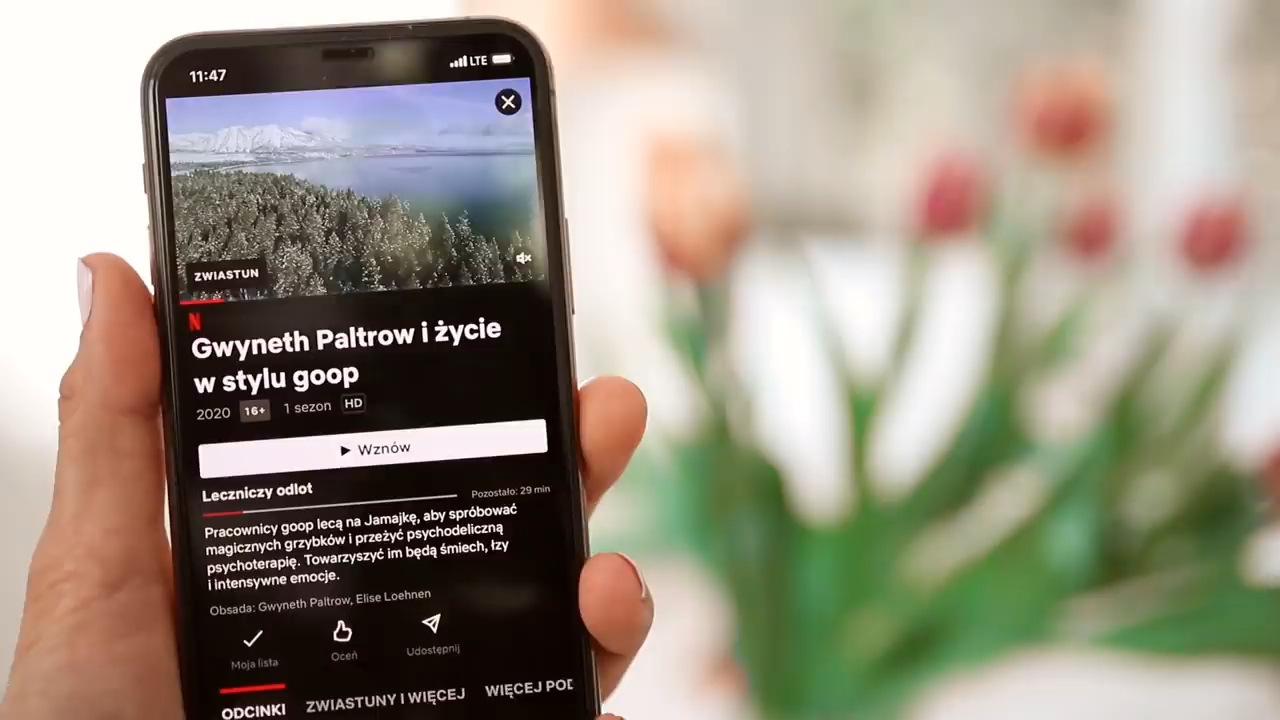 11:47
LTE
ZWIASTUN
N
Gwyneth Paltrow i życie
w stylu goop
2020 16+ 1 sezon HD
Wznów
Leczniczy odlot
Pozostało: 29 min
Pracownicy goop lecą na Jamajkę, aby spróbować
magicznych grzybków i przeżyć psychodeliczną
psychoterapię. Towarzyszyć im będą śmiech, łzy
i intensywne emocje.
Obsada: Gwyneth Paltrow, Elise Loehnen
Moja lista Oceń Udostępnij
ODCINKI ZWIASTUNY I WIĘCEJ WIĘCEJ POD